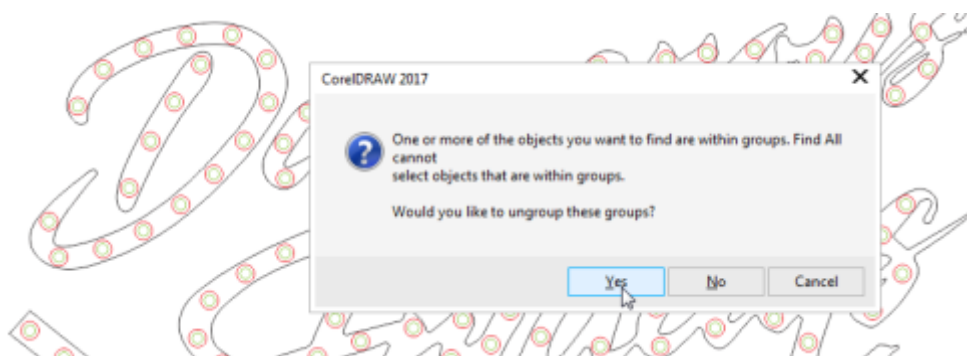 CorelDRAW 2017
One or more of the objects you want to find are within groups. Find All
cannot
select objects that are within groups.
Would you like to ungroup these groups?
Yes No Cancel